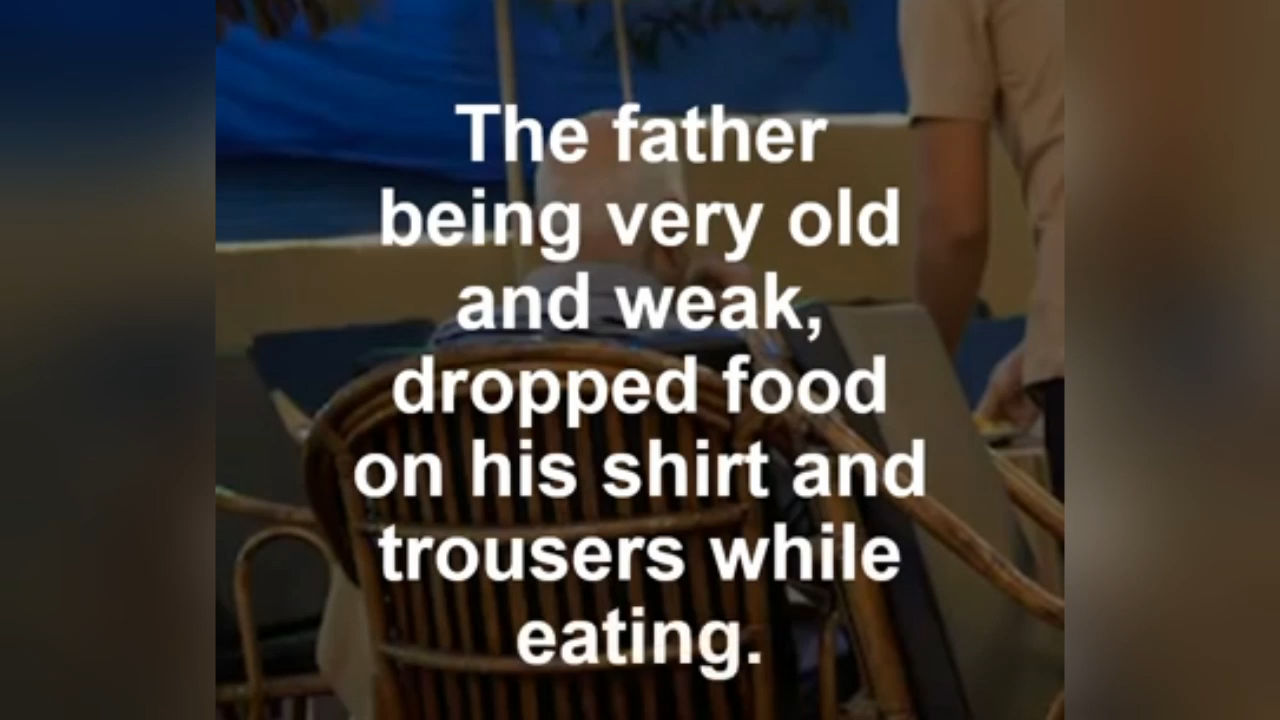 The father
being very old
and weak,
dropped food
on his shirt and
trousers while
eating.